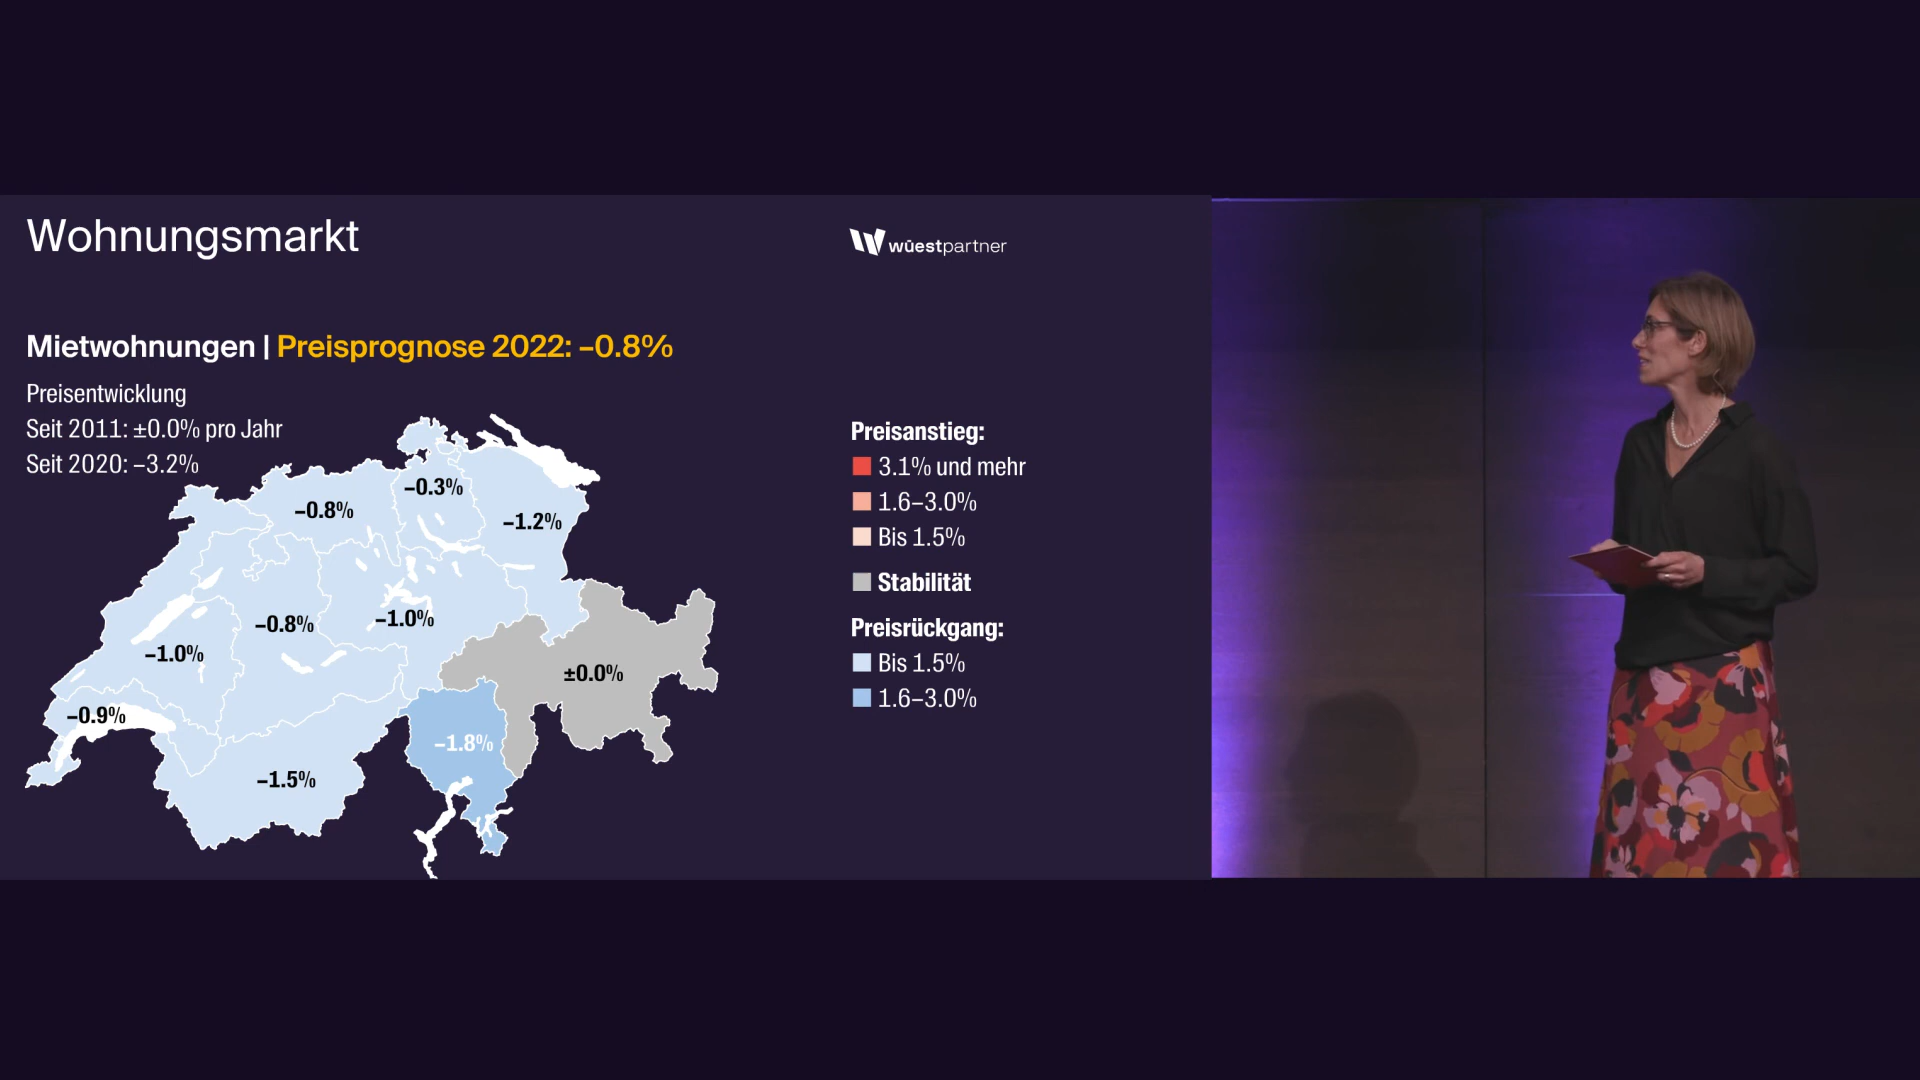 Wohnungsmarkt
wüestpartner
Mietwohnungen | Preisprognose 2022: –0.8%
Preisentwicklung
Seit 2011: ±0.0% pro Jahr
Seit 2020: –3.2%
–0.3%
–0.8%
–1.2%
–0.8%
–1.0%
–1.0%
±0.0%
–0.9%
–1.8%
–1.5%
Preisanstieg:
3.1% und mehr
1.6–3.0%
Bis 1.5%
Stabilität
Preisrückgang:
Bis 1.5%
1.6–3.0%